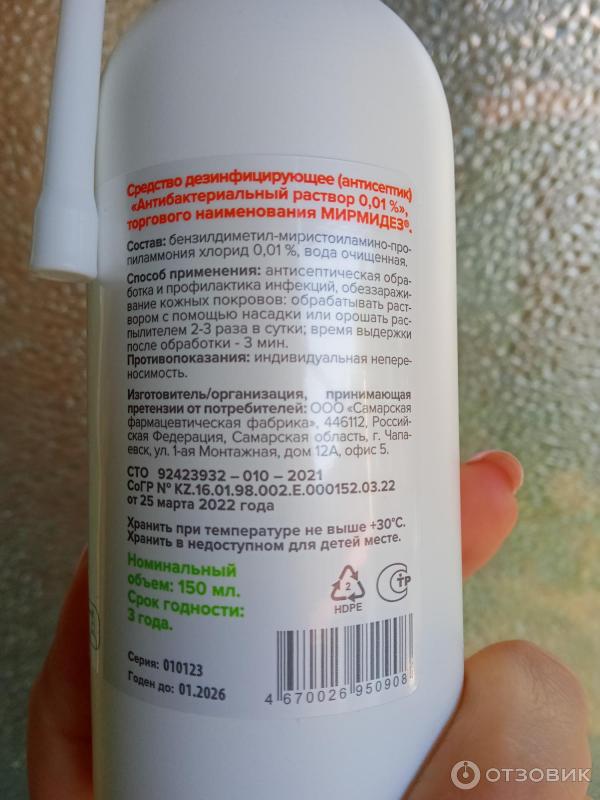 Средство дезинфицирующее (антисептик)
«Антибактериальный раствор 0,01 %»,
торгового наименования МИРМИДЕЗ®.
Состав: бензилдиметил-миристоиламино-про-
пиламмония хлорид 0,01 %, вода очищенная.
Способ применения: антисептическая обра-
ботка и профилактика инфекций, обеззаражи-
вание кожных покровов: обрабатывать раст-
вором с помощью насадки или орошать рас-
пылителем 2-3 раза в сутки; время выдержки
после обработки - 3 мин.
Противопоказания: индивидуальная непере-
носимость.
Изготовитель/организация, принимающая
претензии от потребителей: ООО «Самарская
фармацевтическая фабрика», 446112, Россий-
ская Федерация, Самарская область, г. Чапа-
евск, ул. 1-ая Монтажная, дом 12А, офис 5.
СТО 92423932 – 010 – 2021
СоГР № KZ.16.01.98.002.E.000152.03.22
от 25 марта 2022 года
Хранить при температуре не выше +30°С.
Хранить в недоступном для детей месте.
Номинальный
объем: 150 мл.
Срок годности:
3 года.
2
HDPE
СТР
Серия: 010123
Годен до: 01.2026
4 670026 950908
ОТЗОВИК